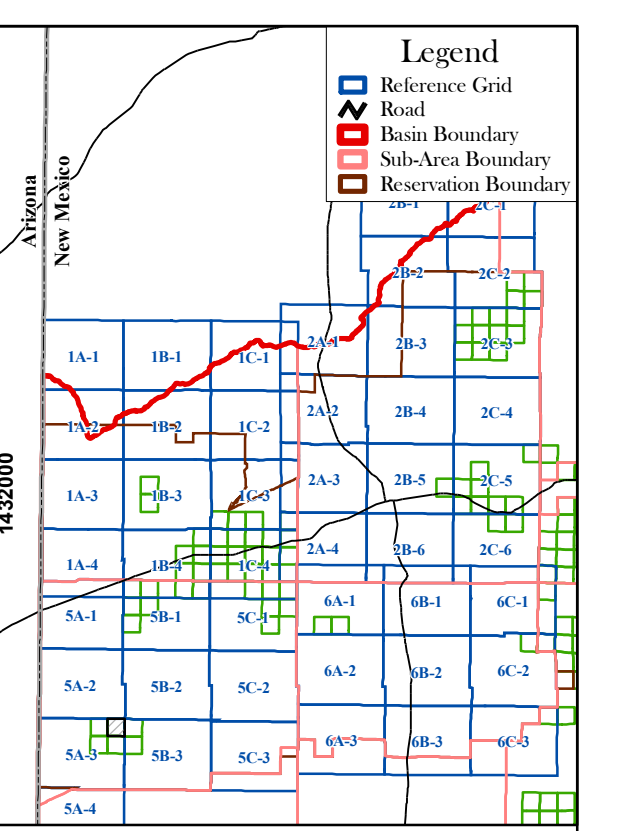 Legend
Reference Grid
Road
Basin Boundary
Sub-Area Boundary
Reservation Boundary
Arizona
New Mexico
1432000
2B-1 2C-1
2B-2 2C-2
2A-1 2B-3 2C-3
1A-1 1B-1 1C-1
2A-2 2B-4 2C-4
1A-2 1B-2 1C-2
2A-3 2B-5 2C-5
1A-3 1B-3 1C-3
2A-4 2B-6 2C-6
1A-4 1B-4 1C-4
6A-1 6B-1 6C-1
5A-1 5B-1 5C-1
6A-2 6B-2 6C-2
5A-2 5B-2 5C-2
6A-3 6B-3 6C-3
5A-3 5B-3 5C-3
5A-4